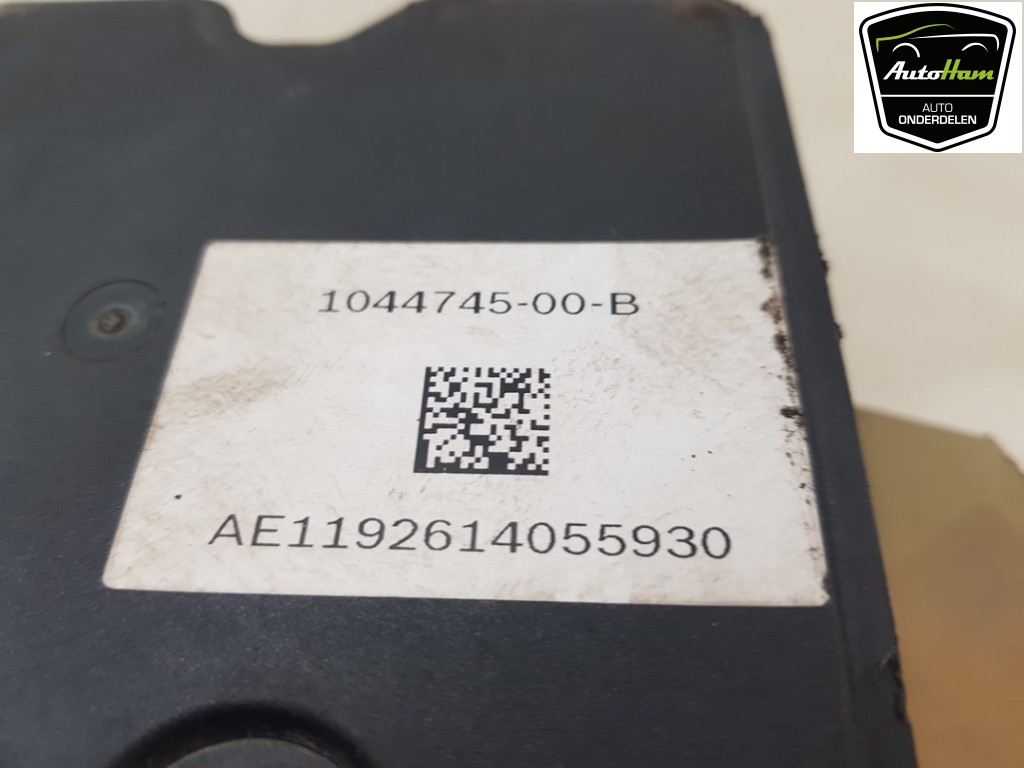 AutoHam
AUTO
ONDERDELEN
1044745-00-B
AE1192614055930